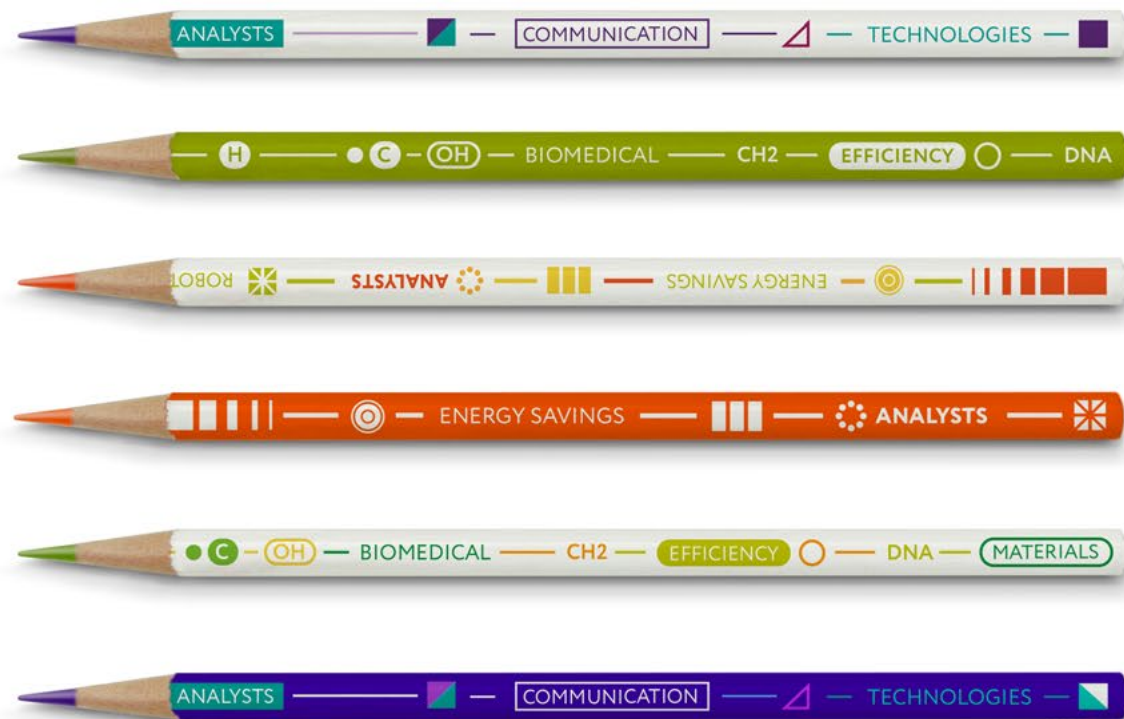 ANALYSTS COMMUNICATION TECHNOLOGIES
H C OH BIOMEDICAL CH2 EFFICIENCY DNA
ROBOT ANALYSTS ENERGY SAVINGS
ENERGY SAVINGS ANALYSTS
C OH BIOMEDICAL CH2 EFFICIENCY DNA MATERIALS
ANALYSTS COMMUNICATION TECHNOLOGIES